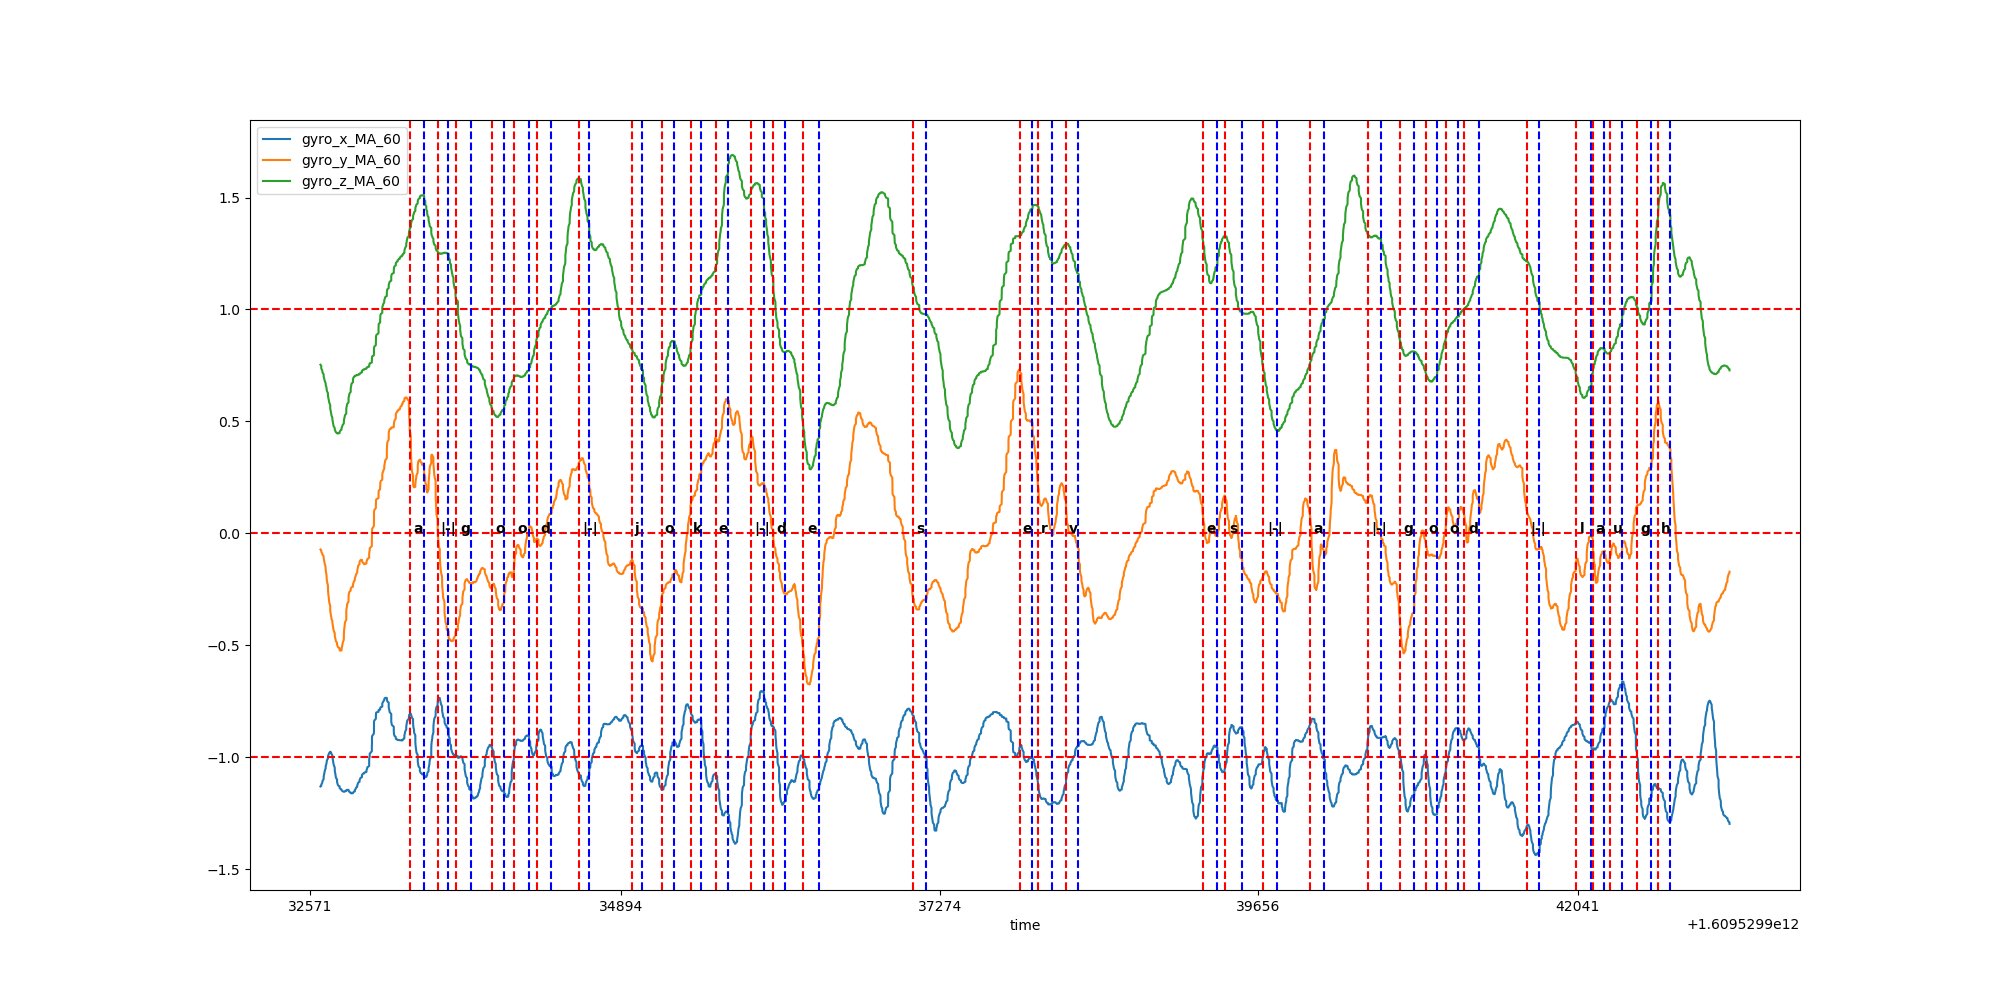 gyro_x_MA_60
gyro_y_MA_60
gyro_z_MA_60
1.5
1.0
0.5
0.0
−0.5
−1.0
−1.5
a |-| g o o d |-| j o k e |-| d e s e r v e s |-| a |-| g o o d |-| l a u g h
32571 34894 37274 39656 42041
time
+1.6095299e12